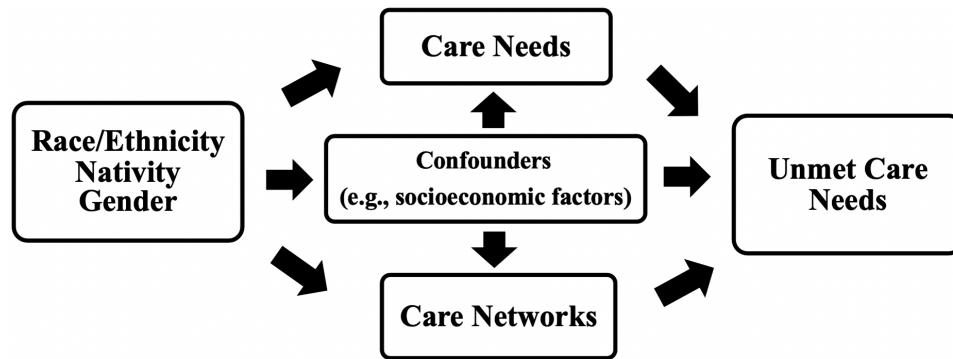 Care Needs
Race/Ethnicity
Nativity
Gender
Confounders
(e.g., socioeconomic factors)
Unmet Care
Needs
Care Networks